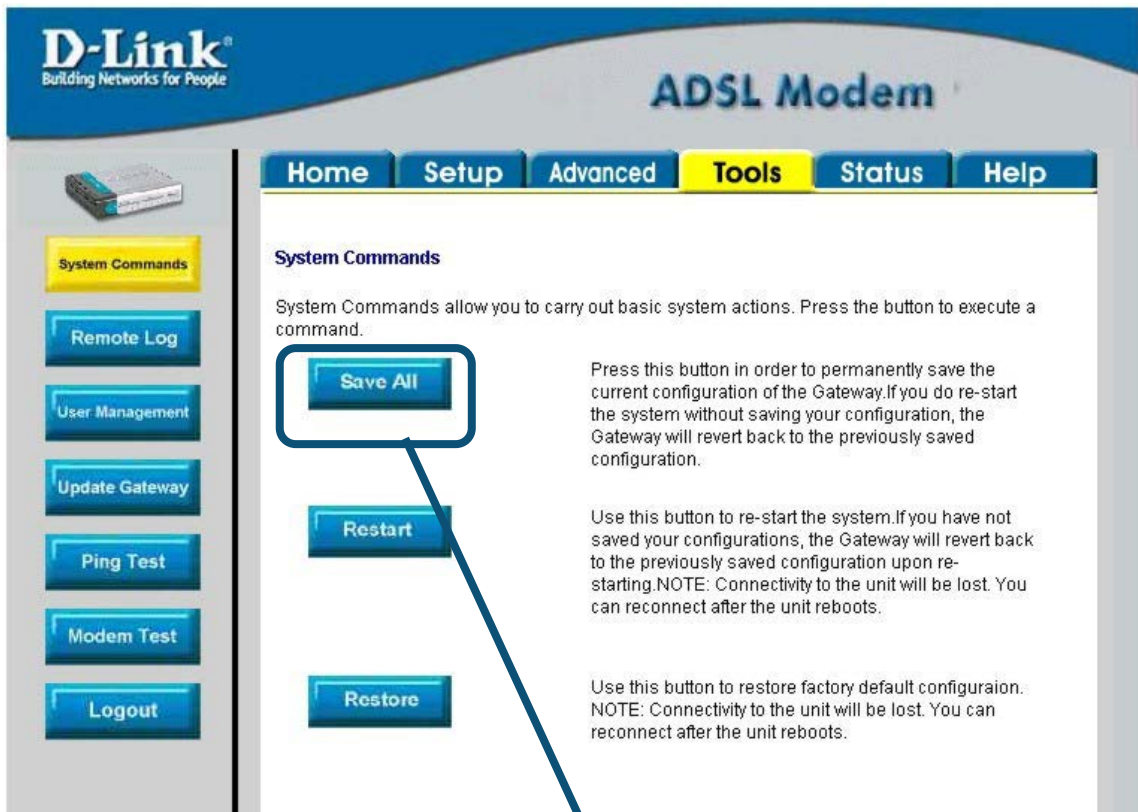 D-Link®
Building Networks for People
ADSL Modem
Home Setup Advanced Tools Status Help
System Commands
Remote Log
User Management
Update Gateway
Ping Test
Modem Test
Logout
System Commands
System Commands allow you to carry out basic system actions. Press the button to execute a
command.
Save All
Press this button in order to permanently save the
current configuration of the Gateway.If you do re-start
the system without saving your configuration, the
Gateway will revert back to the previously saved
configuration.
Restart
Use this button to re-start the system.If you have not
saved your configurations, the Gateway will revert back
to the previously saved configuration upon re-
starting.NOTE: Connectivity to the unit will be lost. You
can reconnect after the unit reboots.
Restore
Use this button to restore factory default configuraion.
NOTE: Connectivity to the unit will be lost. You can
reconnect after the unit reboots.